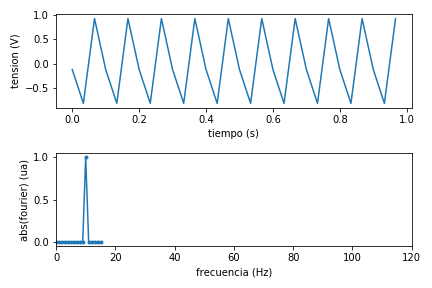 1.0
0.5
0.0
−0.5
tension (V)
0.0 0.2 0.4 0.6 0.8 1.0
tiempo (s)
1.0
0.5
0.0
abs(fourier) (ua)
0 20 40 60 80 100 120
frecuencia (Hz)